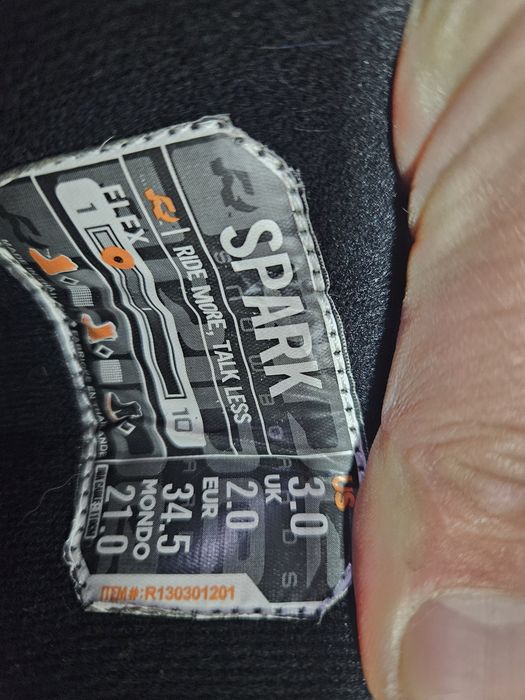 SPARK
RIDE MORE, TALK LESS
FLEX
1
10
US
3.0
UK
2.0
EUR
34.5
MONDO
21.0
ITEM#:R130301201